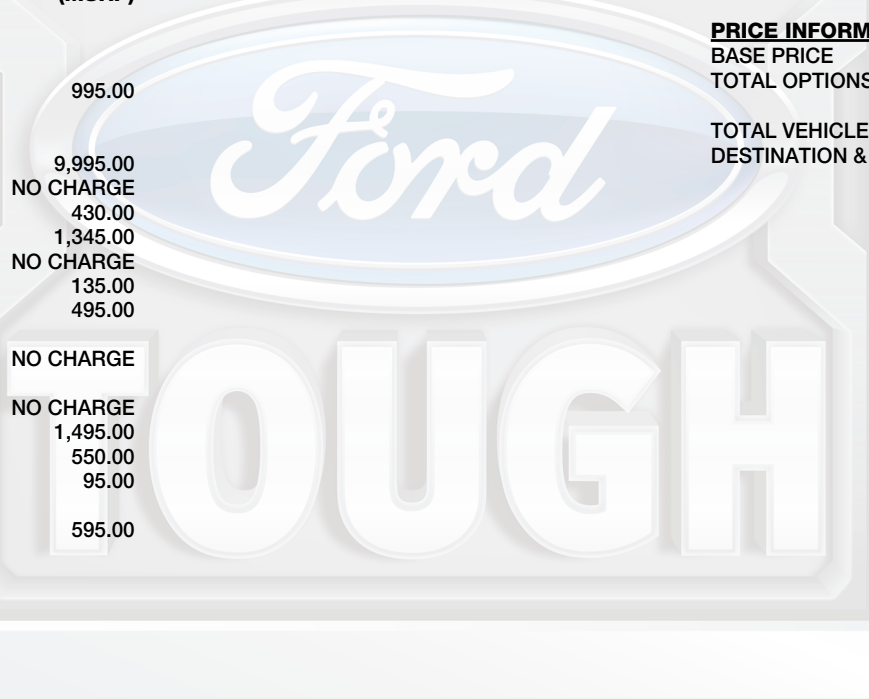 995.00
9,995.00
NO CHARGE
430.00
1,345.00
NO CHARGE
135.00
495.00
NO CHARGE
NO CHARGE
1,495.00
550.00
95.00
595.00
PRICE INFORM
BASE PRICE
TOTAL OPTIONS
TOTAL VEHICLE
DESTINATION &
Ford
TOUGH